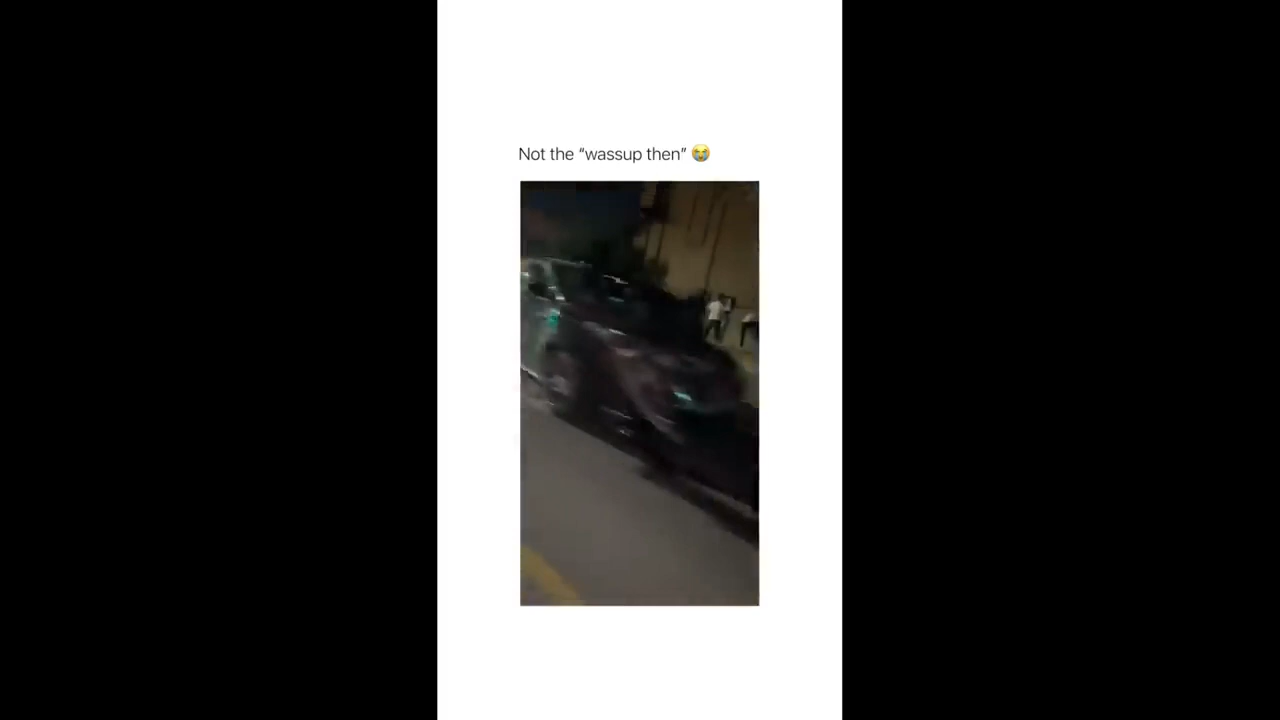 Not the “wassup then” 😭